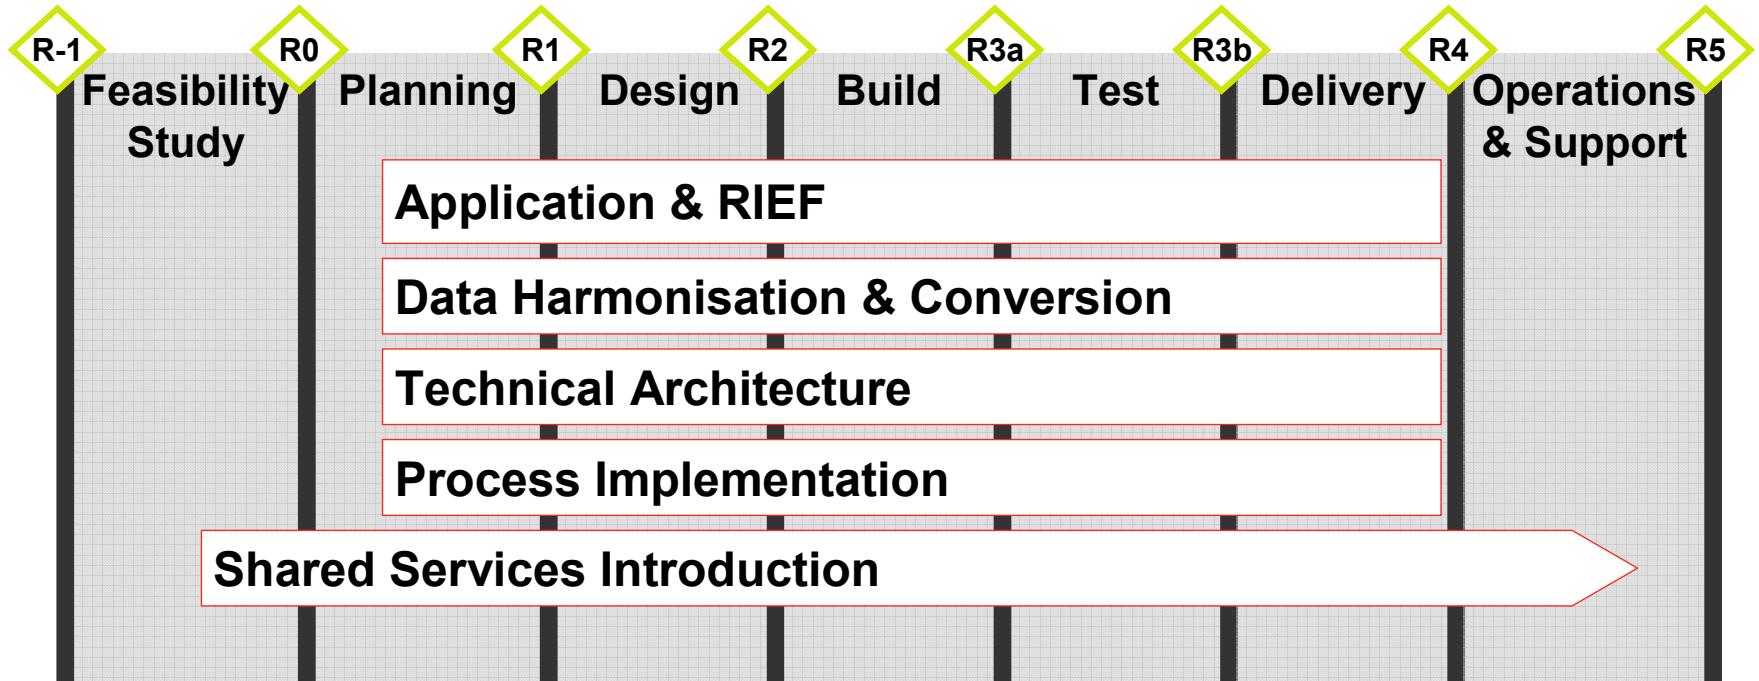 R-1 R0 R1 R2 R3a R3b R4 R5
Feasibility Planning Design Build Test Delivery Operations
Study & Support
Application & RIEF
Data Harmonisation & Conversion
Technical Architecture
Process Implementation
Shared Services Introduction